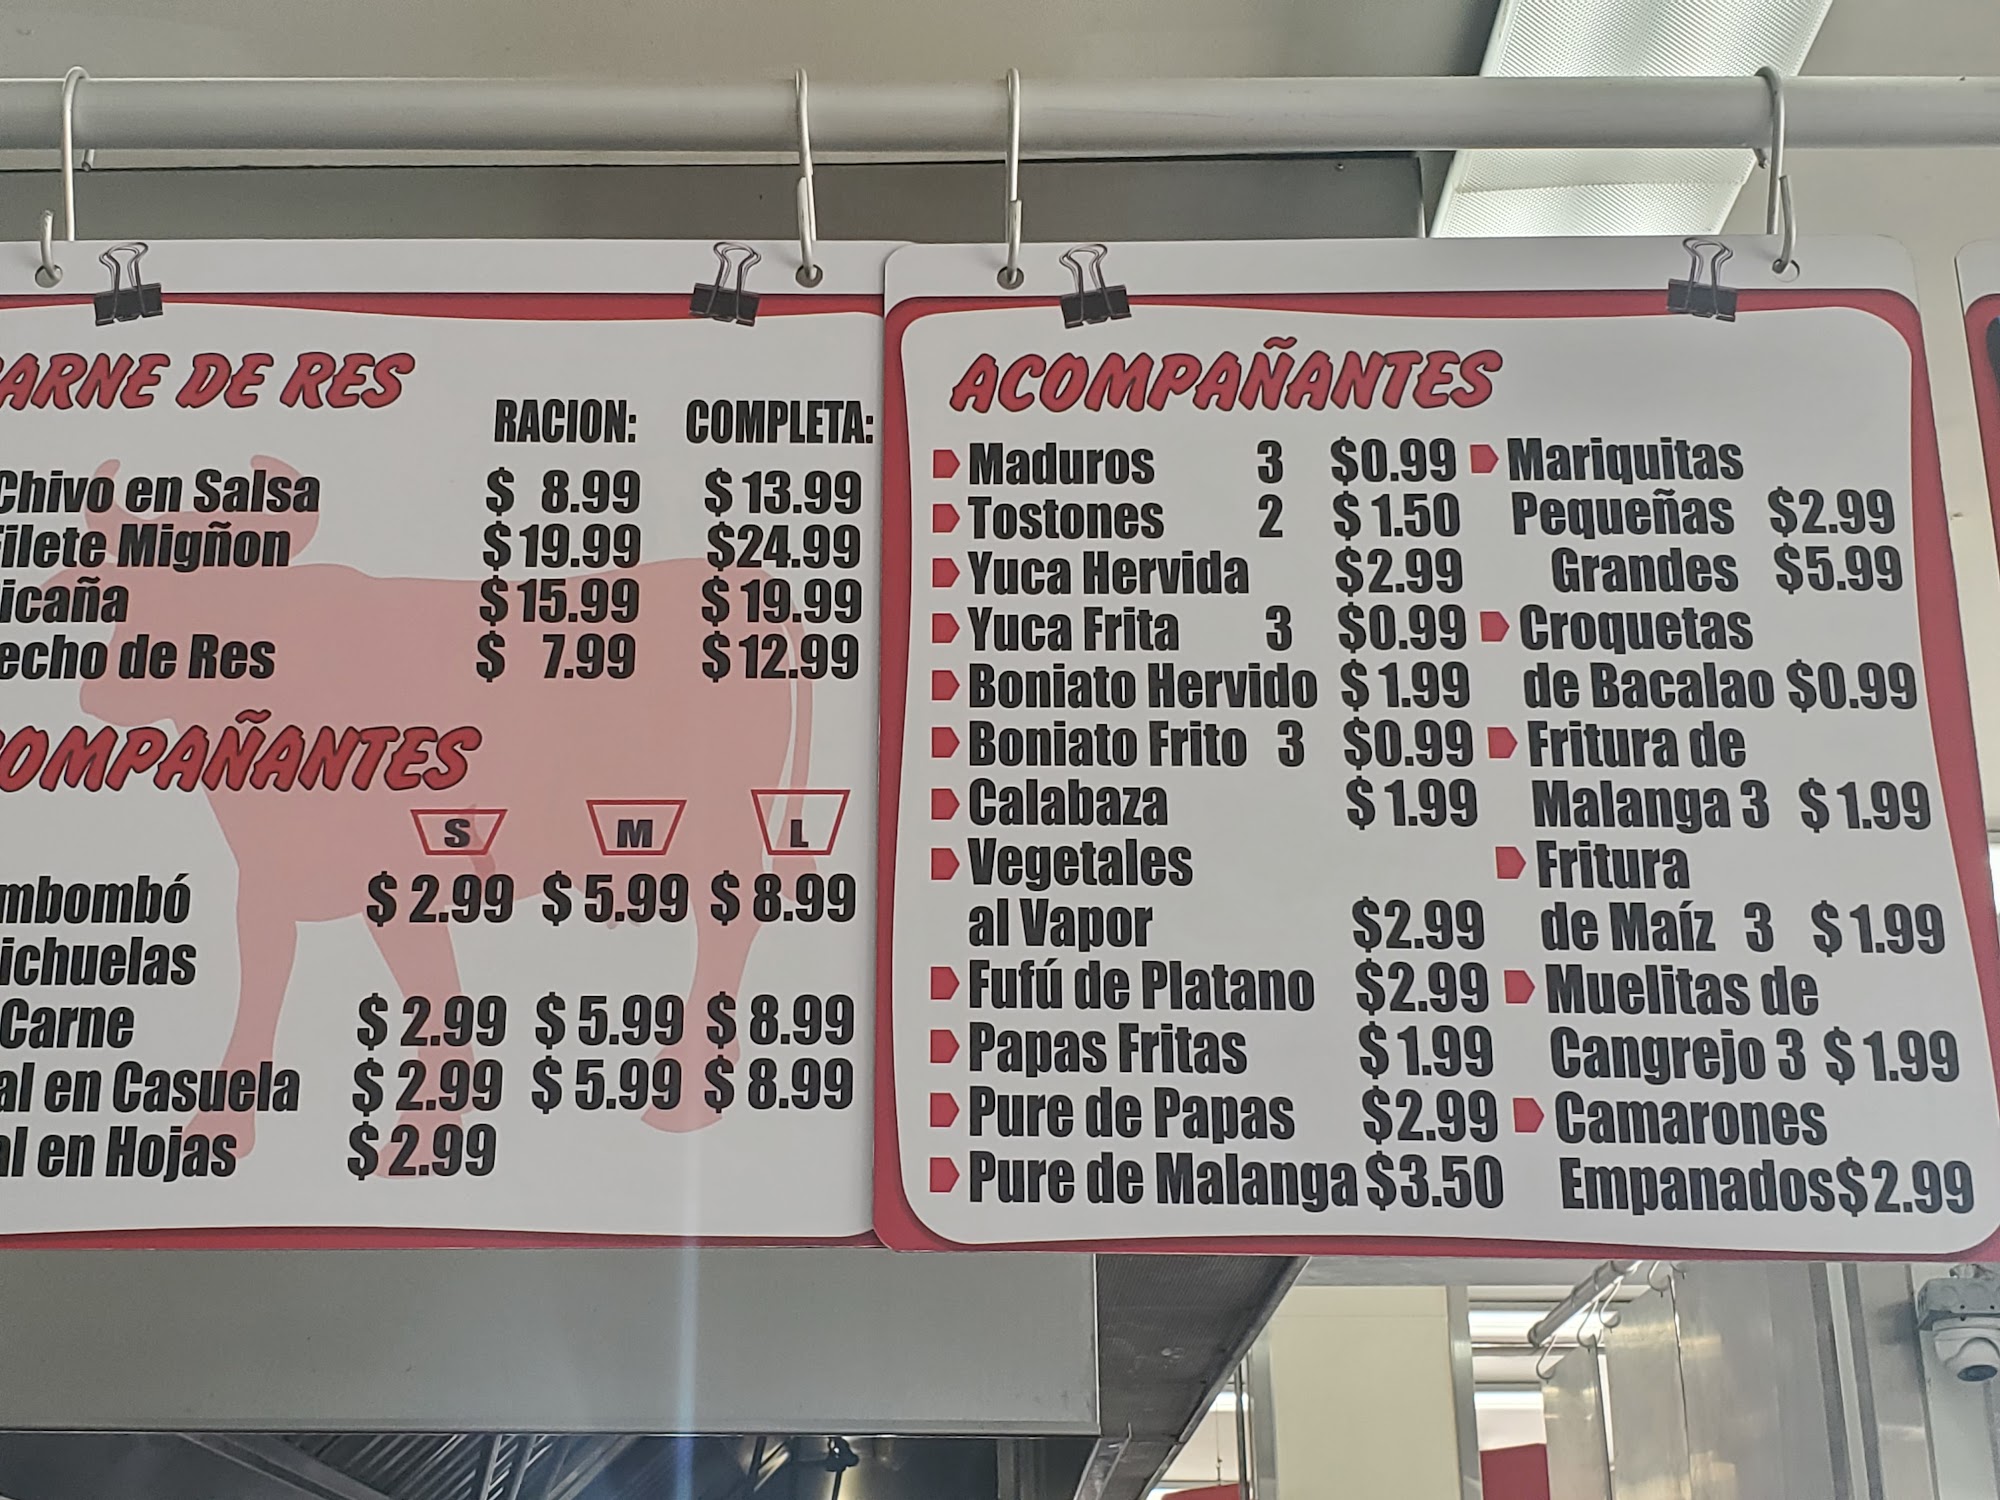 ARNE DE RES
RACION: COMPLETA:
Chivo en Salsa $ 8.99 $ 13.99
Filete Migñon $ 19.99 $24.99
icaña $ 15.99 $ 19.99
echo de Res $ 7.99 $ 12.99
OMPAÑANTES
S M L
mbombó $ 2.99 $ 5.99 $ 8.99
ichuelas
Carne $ 2.99 $ 5.99 $ 8.99
al en Casuela $ 2.99 $ 5.99 $ 8.99
al en Hojas $ 2.99
ACOMPAÑANTES
Maduros 3 $0.99
Tostones 2 $ 1.50
Yuca Hervida $2.99
Yuca Frita 3 $0.99
Boniato Hervido $ 1.99
Boniato Frito 3 $0.99
Calabaza $ 1.99
Vegetales
al Vapor $2.99
Fufú de Platano $2.99
Papas Fritas $ 1.99
Pure de Papas $2.99
Pure de Malanga $3.50
Mariquitas
Pequeñas $2.99
Grandes $5.99
Croquetas
de Bacalao $0.99
Fritura de
Malanga 3 $ 1.99
Fritura
de Maíz 3 $ 1.99
Muelitas de
Cangrejo 3 $ 1.99
Camarones
Empanados $2.99